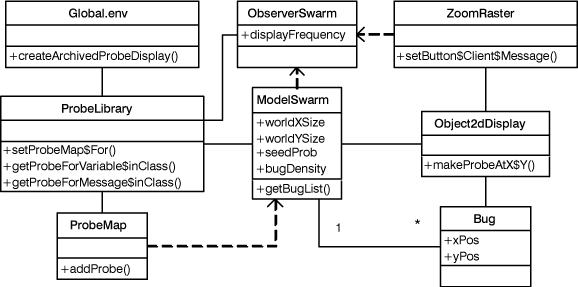 Global.env
+createArchivedProbeDisplay()
ObserverSwarm
+displayFrequency
ZoomRaster
+setButton$Client$Message()
ProbeLibrary
+setProbeMap$For()
+getProbeForVariable$inClass()
+getProbeForMessage$inClass()
ModelSwarm
+worldXSize
+worldYSize
+seedProb
+bugDensity
+getBugList()
Object2dDisplay
+makeProbeAtX$Y()
ProbeMap
+addProbe()
1
*
Bug
+xPos
+yPos